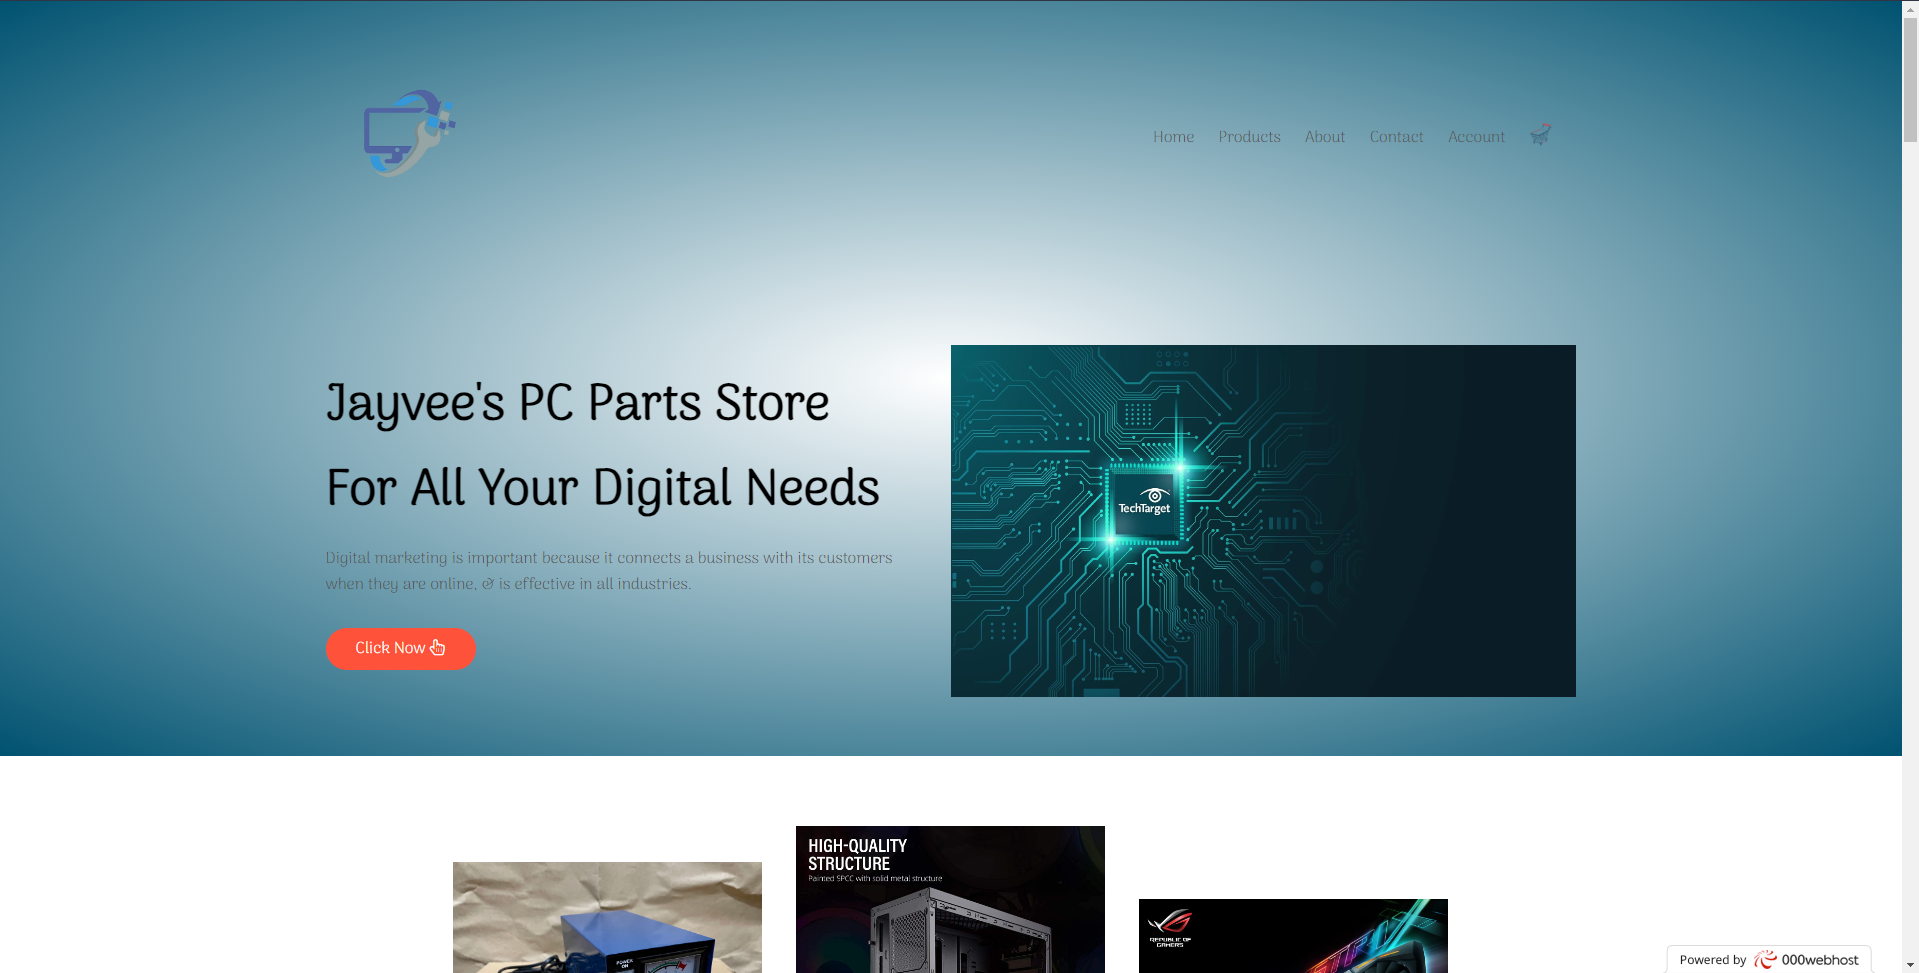 Home Products About Contact Account
Jayvee's PC Parts Store
For All Your Digital Needs
Digital marketing is important because it connects a business with its customers
when they are online, & is effective in all industries.
Click Now
TechTarget
HIGH-QUALITY
STRUCTURE
Painted SPCC with solid metal structure
POWER
ON
REPUBLIC OF
GAMERS
Powered by 000webhost